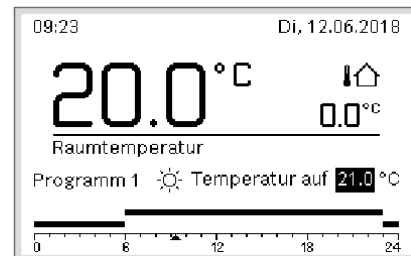 09:23 Di, 12.06.2018
20.0°C
0.0°C
Raumtemperatur
Programm 1 Temperatur auf 21.0 °C
0 6 12 18 24